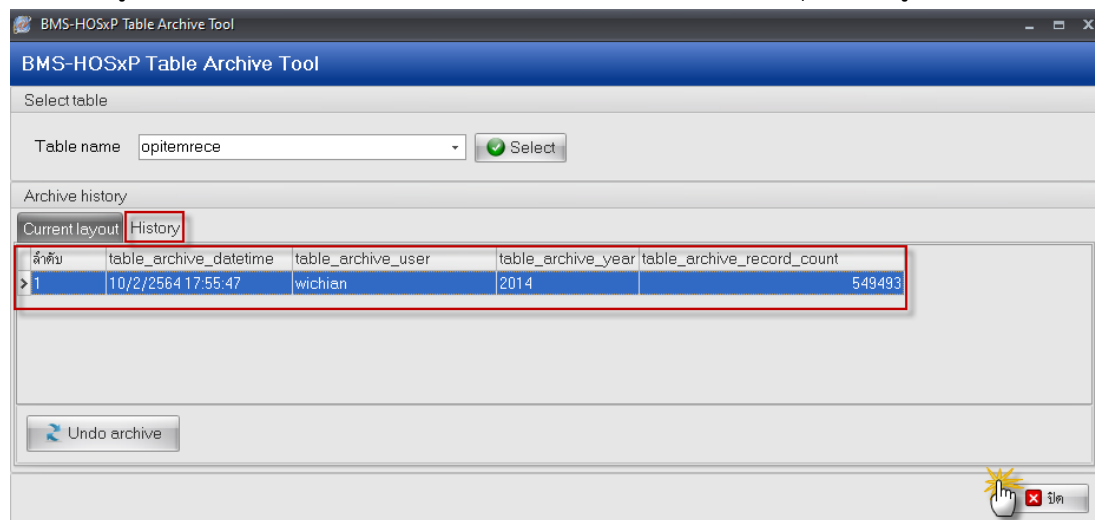 BMS-HOSxP Table Archive Tool
BMS-HOSxP Table Archive Tool
Select table
Table name opitemrece Select
Archive history
Current layout History
ลำดับ table_archive_datetime table_archive_user table_archive_year table_archive_record_count
1 10/2/2564 17:55:47 wichian 2014 549493
Undo archive
ปิด